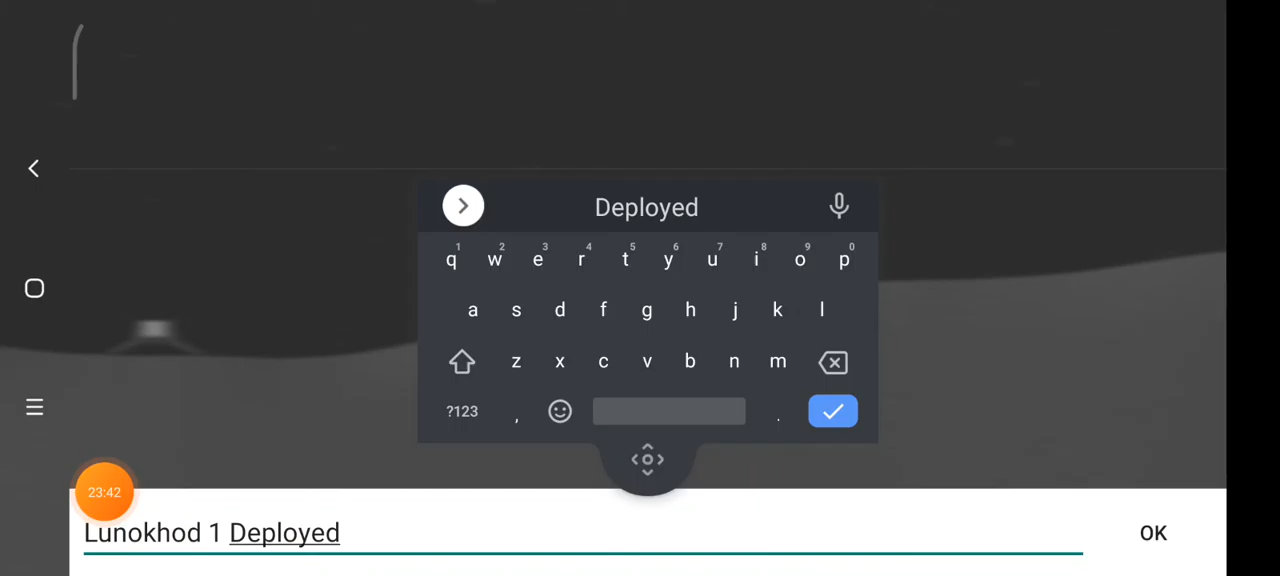 Deployed
1 2 3 4 5 6 7 8 9 0
q w e r t y u i o p
a s d f g h j k l
z x c v b n m
?123 , .
23:42
Lunokhod 1 Deployed
OK